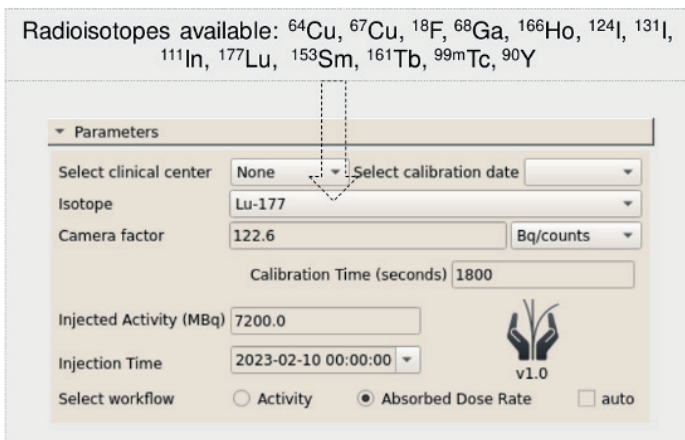 Radioisotopes available: ⁶⁴Cu, ⁶⁷Cu, ¹⁸F, ⁶⁸Ga, ¹⁶⁶Ho, ¹²⁴I, ¹³¹I,
¹¹¹In, ¹⁷⁷Lu, ¹⁵³Sm, ¹⁶¹Tb, ⁹⁹ᵐTc, ⁹⁰Y
Parameters
Select clinical center None Select calibration date
Isotope Lu-177
Camera factor 122.6 Bq/counts
Calibration Time (seconds) 1800
Injected Activity (MBq) 7200.0
Injection Time 2023-02-10 00:00:00
v1.0
Select workflow Activity Absorbed Dose Rate auto